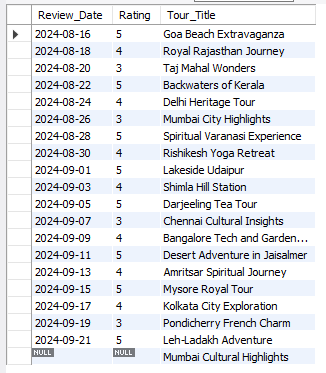 Review_Date Rating Tour_Title
2024-08-16 5 Goa Beach Extravaganza
2024-08-18 4 Royal Rajasthan Journey
2024-08-20 3 Taj Mahal Wonders
2024-08-22 5 Backwaters of Kerala
2024-08-24 4 Delhi Heritage Tour
2024-08-26 3 Mumbai City Highlights
2024-08-28 5 Spiritual Varanasi Experience
2024-08-30 4 Rishikesh Yoga Retreat
2024-09-01 5 Lakeside Udaipur
2024-09-03 4 Shimla Hill Station
2024-09-05 5 Darjeeling Tea Tour
2024-09-07 3 Chennai Cultural Insights
2024-09-09 4 Bangalore Tech and Garden...
2024-09-11 5 Desert Adventure in Jaisalmer
2024-09-13 4 Amritsar Spiritual Journey
2024-09-15 5 Mysore Royal Tour
2024-09-17 4 Kolkata City Exploration
2024-09-19 3 Pondicherry French Charm
2024-09-21 5 Leh-Ladakh Adventure
NULL NULL Mumbai Cultural Highlights